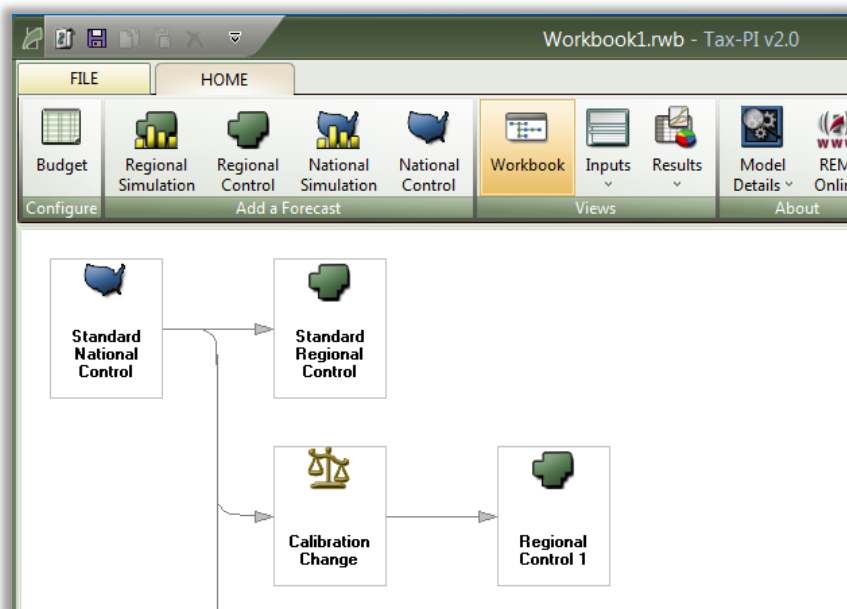 Workbook1.rwb - Tax-PI v2.0
FILE
HOME
Budget
Regional
Simulation
Regional
Control
National
Simulation
National
Control
Workbook
Inputs
Results
Model
Details
Configure
Add a Forecast
Views
About
Standard
National
Control
Standard
Regional
Control
Calibration
Change
Regional
Control 1